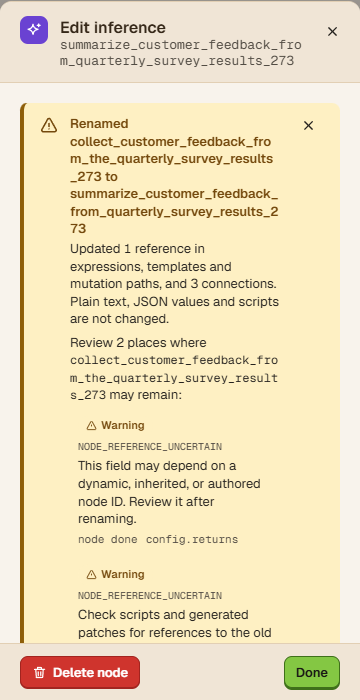 Edit inference
summarize_customer_feedback_fro
m_quarterly_survey_results_273
Renamed
collect_customer_feedback_fro
m_the_quarterly_survey_results
_273 to
summarize_customer_feedback_
from_quarterly_survey_results_2
73
Updated 1 reference in
expressions, templates and
mutation paths, and 3 connections.
Plain text, JSON values and scripts
are not changed.
Review 2 places where
collect_customer_feedback_fro
m_the_quarterly_survey_result
s_273 may remain:
Warning
NODE_REFERENCE_UNCERTAIN
This field may depend on a
dynamic, inherited, or authored
node ID. Review it after
renaming.
node done config.returns
Warning
NODE_REFERENCE_UNCERTAIN
Check scripts and generated
patches for references to the old
Delete node
Done